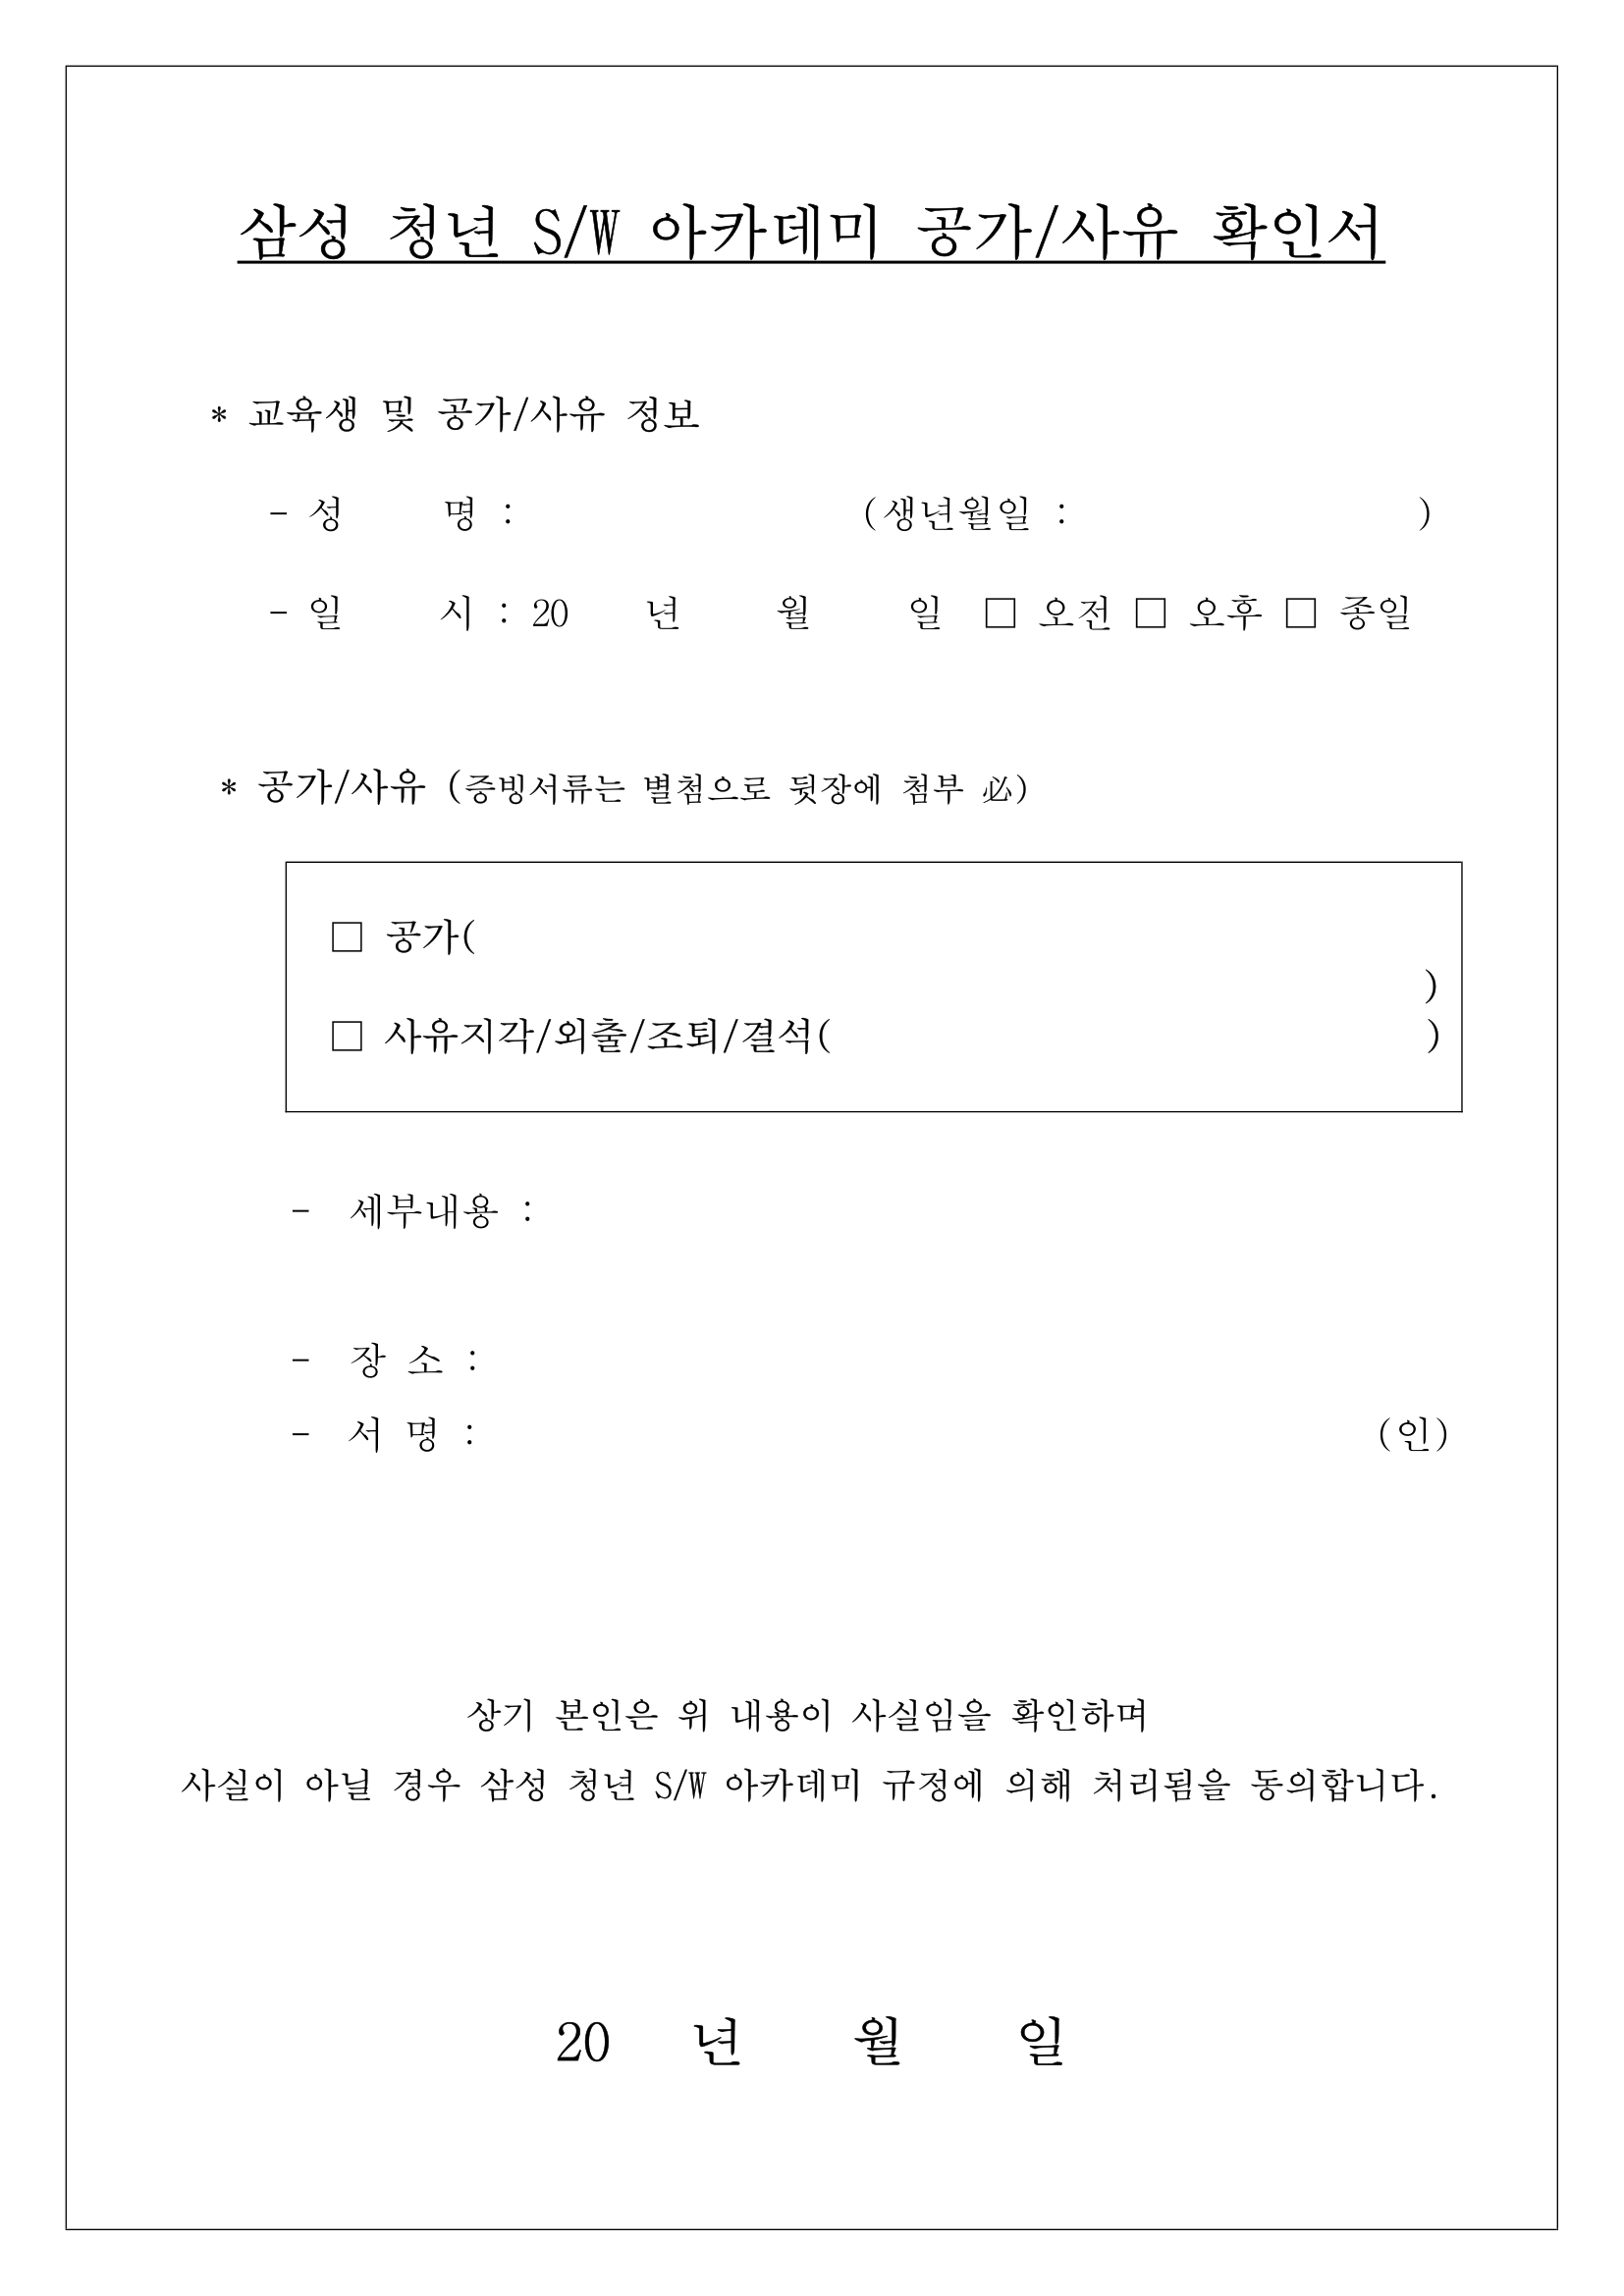 삼성 청년 S/W 아카데미 공가/사유 확인서
* 교육생 및 공가/사유 정보
- 성 명 : (생년월일 : )
- 일 시 : 20 년 월 일 □ 오전 □ 오후 □ 종일
* 공가/사유 (증빙서류는 별첨으로 뒷장에 첨부 必)
□ 공가(
)
□ 사유지각/외출/조퇴/결석( )
- 세부내용 :
- 장 소 :
- 서 명 : (인)
상기 본인은 위 내용이 사실임을 확인하며
사실이 아닐 경우 삼성 청년 S/W 아카데미 규정에 의해 처리됨을 동의합니다.
20 년 월 일